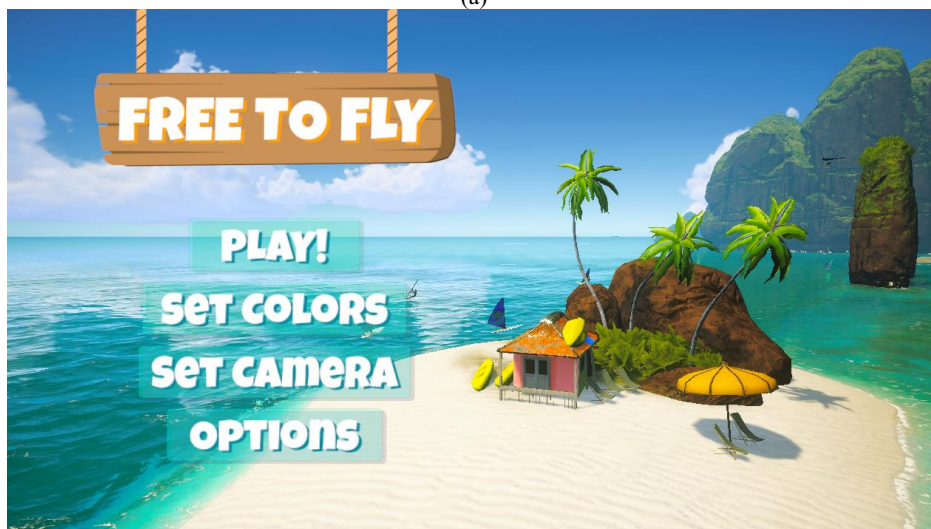 (a)
FREE TO FLY
PLAY!
SET COLORS
SET CAMERA
OPTIONS